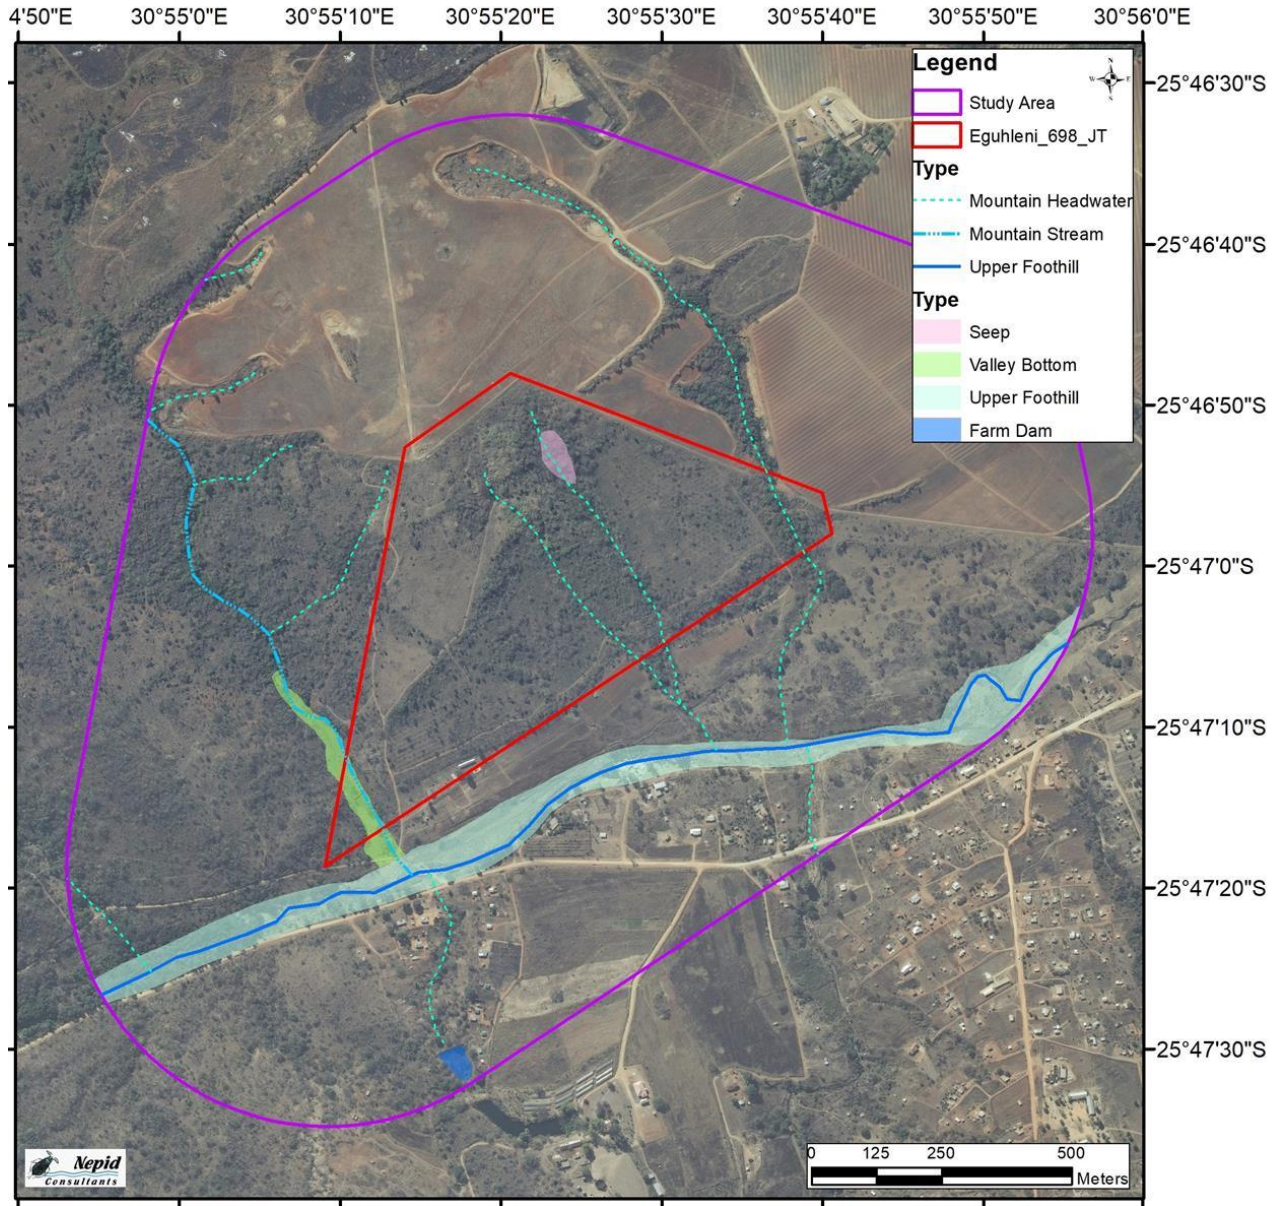 4°50"E 30°55'0"E 30°55'10"E 30°55'20"E 30°55'30"E 30°55'40"E 30°55'50"E 30°56'0"E
Legend
N
W E
S
Study Area
Eguhleni_698_JT
Type
Mountain Headwater
Mountain Stream
Upper Foothill
Type
Seep
Valley Bottom
Upper Foothill
Farm Dam
25°46'30"S
25°46'40"S
25°46'50"S
25°47'0"S
25°47'10"S
25°47'20"S
25°47'30"S
Nepid
Consultants
0 125 250 500
Meters